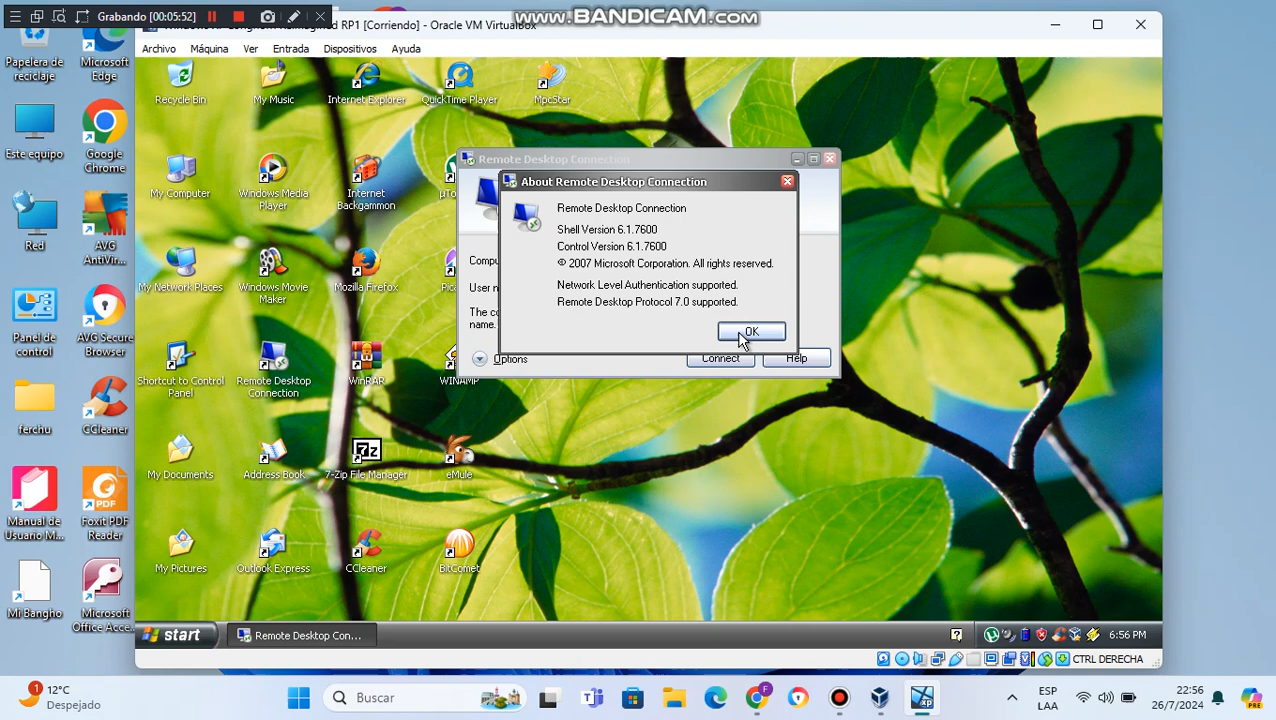 Grabando [00:05:52]
www.BANDICAM.com
RP1 [Corriendo] - Oracle VM VirtualBox
Archivo Máquina Ver Entrada Dispositivos Ayuda
Papelera de reciclaje
Microsoft Edge
Este equipo
Google Chrome
Red
AVG AntiVir...
Panel de control
AVG Secure Browser
ferchu
CCleaner
Manual de Usuario M...
Foxit PDF Reader
Mi Bangho
Microsoft Office Acce...
Recycle Bin
My Music
Internet Explorer
QuickTime Player
MpcStar
My Computer
Windows Media Player
Internet Backgammon
My Network Places
Windows Movie Maker
Mozilla Firefox
Shortcut to Control Panel
Remote Desktop Connection
WinRAR
WINAMP
My Documents
Address Book
7-Zip File Manager
eMule
My Pictures
Outlook Express
CCleaner
BitComet
Remote Desktop Connection
About Remote Desktop Connection
Remote Desktop Connection
Shell Version 6.1.7600
Control Version 6.1.7600
© 2007 Microsoft Corporation. All rights reserved.
Network Level Authentication supported.
Remote Desktop Protocol 7.0 supported.
OK
name.
Options
Connect
Help
start
Remote Desktop Con...
6:56 PM
CTRL DERECHA
1
12°C
Despejado
Buscar
ESP
LAA
22:56
26/7/2024